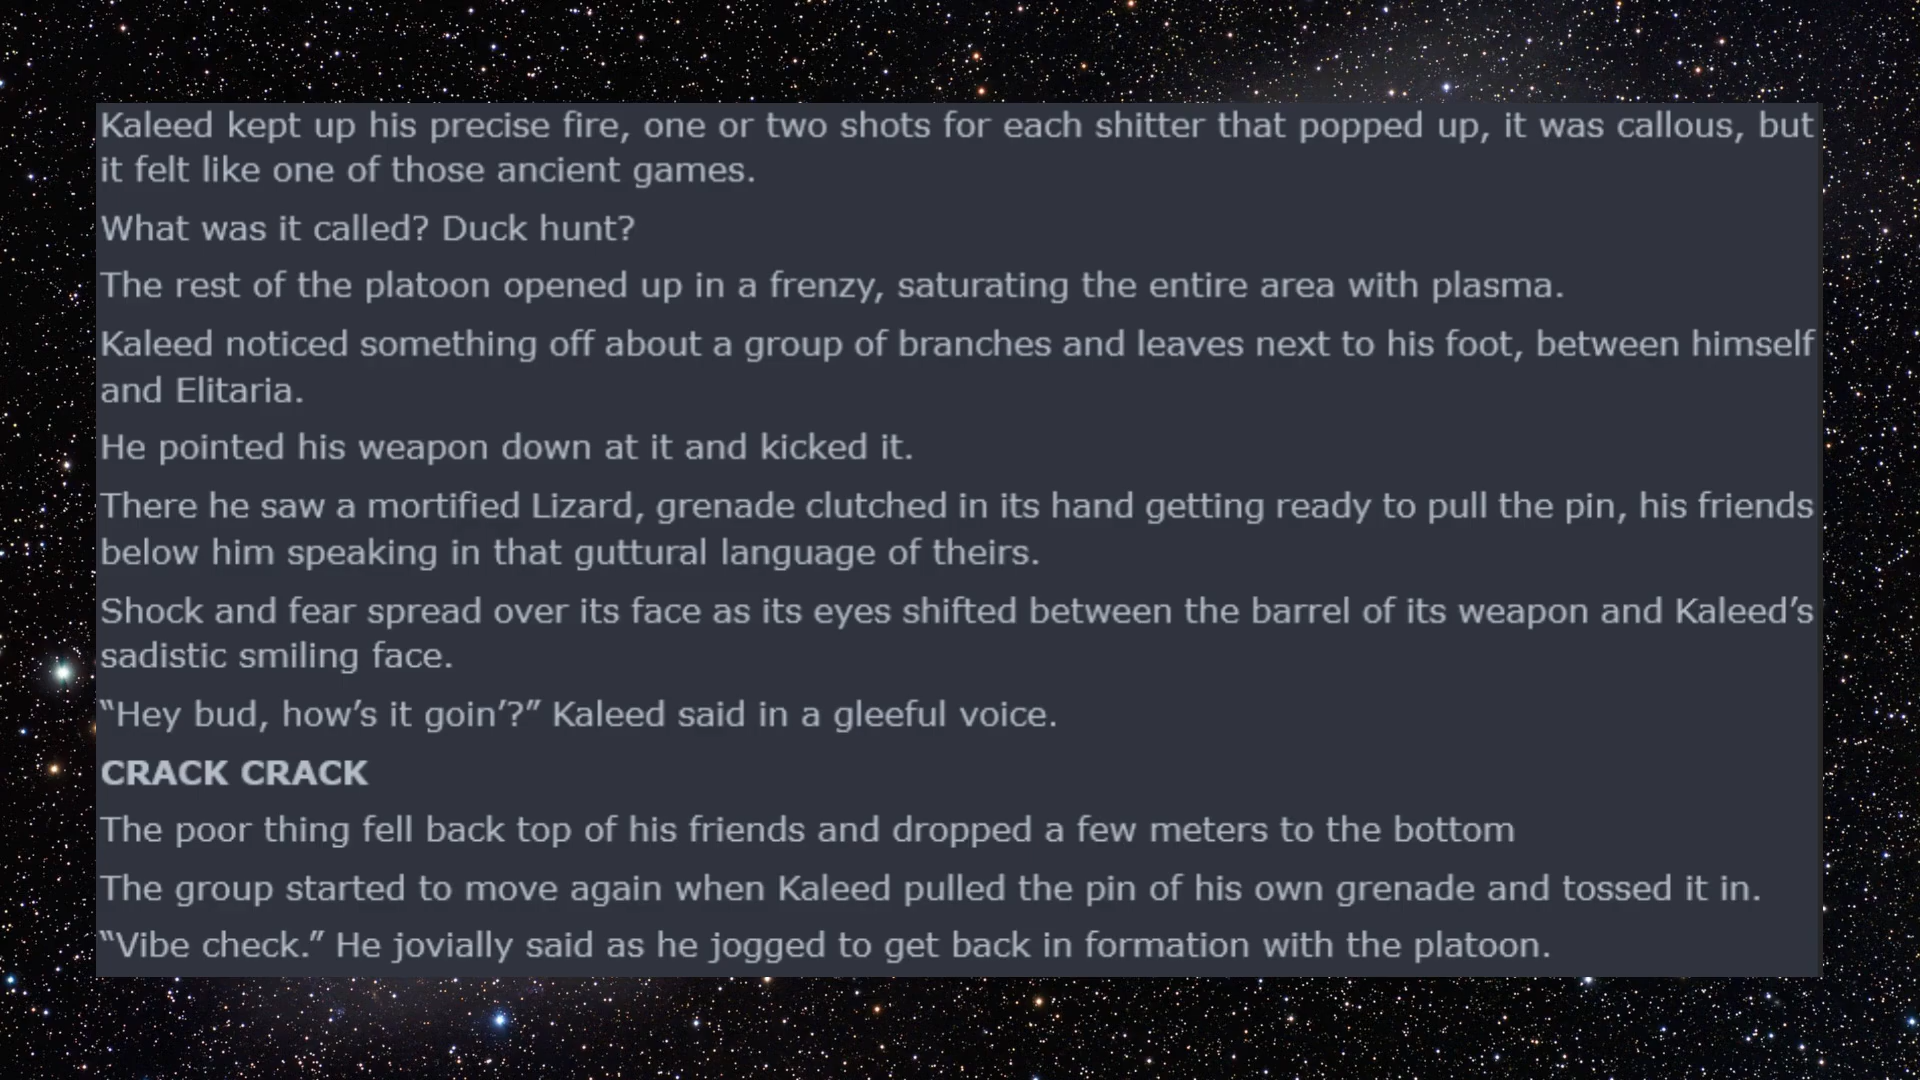 Kaleed kept up his precise fire, one or two shots for each shitter that popped up, it was callous, but
it felt like one of those ancient games.
What was it called? Duck hunt?
The rest of the platoon opened up in a frenzy, saturating the entire area with plasma.
Kaleed noticed something off about a group of branches and leaves next to his foot, between himself
and Elitaria.
He pointed his weapon down at it and kicked it.
There he saw a mortified Lizard, grenade clutched in its hand getting ready to pull the pin, his friends
below him speaking in that guttural language of theirs.
Shock and fear spread over its face as its eyes shifted between the barrel of its weapon and Kaleed’s
sadistic smiling face.
“Hey bud, how’s it goin’?” Kaleed said in a gleeful voice.
CRACK CRACK
The poor thing fell back top of his friends and dropped a few meters to the bottom
The group started to move again when Kaleed pulled the pin of his own grenade and tossed it in.
“Vibe check.” He jovially said as he jogged to get back in formation with the platoon.